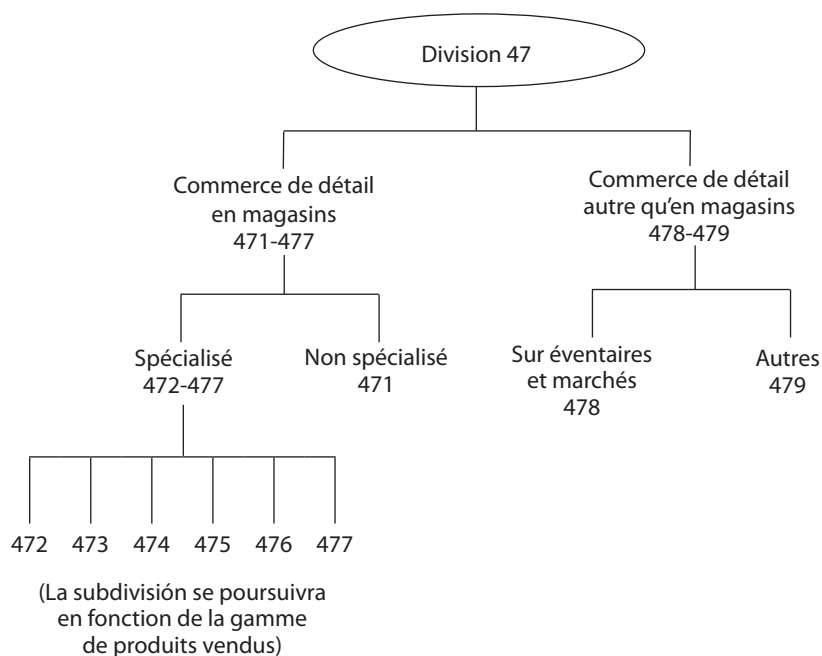 Division 47
Commerce de détail
en magasins
471-477
Commerce de détail
autre qu’en magasins
478-479
Spécialisé
472-477
Non spécialisé
471
Sur éventaires
et marchés
478
Autres
479
472 473 474 475 476 477
(La subdivisión se poursuivra
en fonction de la gamme
de produits vendus)